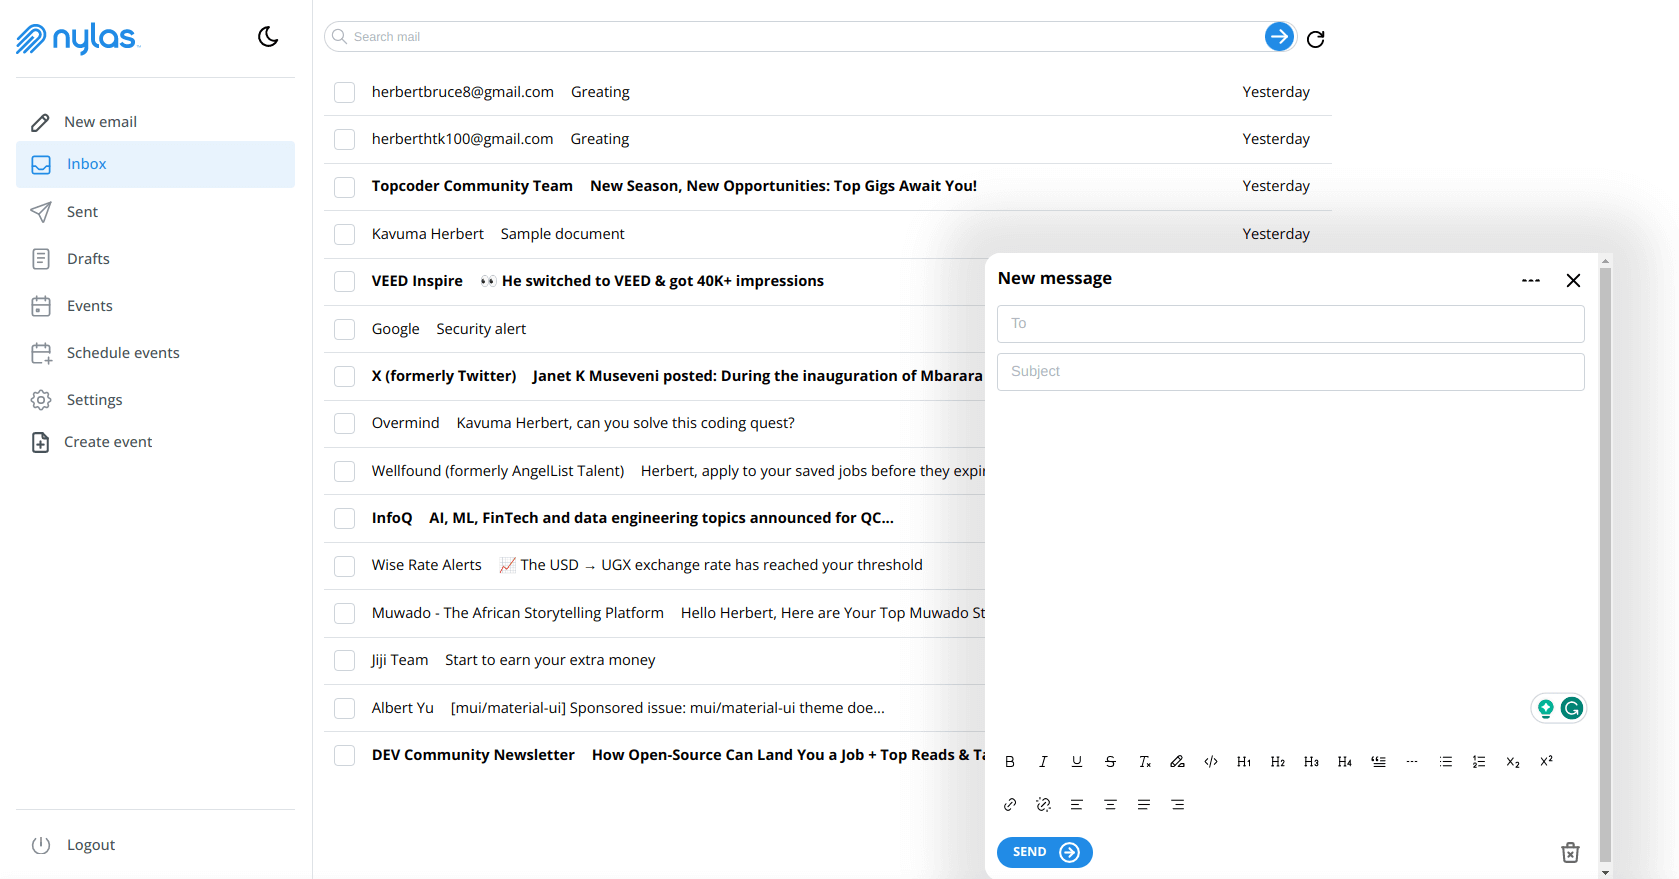 nylas
Search mail
New email
Inbox
Sent
Drafts
Events
Schedule events
Settings
Create event
Logout
herbertbruce8@gmail.com Greating Yesterday
herberthtk100@gmail.com Greating Yesterday
Topcoder Community Team New Season, New Opportunities: Top Gigs Await You! Yesterday
Kavuma Herbert Sample document Yesterday
VEED Inspire 👀 He switched to VEED & got 40K+ impressions
Google Security alert
X (formerly Twitter) Janet K Museveni posted: During the inauguration of Mbarara
Overmind Kavuma Herbert, can you solve this coding quest?
Wellfound (formerly AngelList Talent) Herbert, apply to your saved jobs before they expir
InfoQ AI, ML, FinTech and data engineering topics announced for QC...
Wise Rate Alerts 📈 The USD → UGX exchange rate has reached your threshold
Muwado - The African Storytelling Platform Hello Herbert, Here are Your Top Muwado St
Jiji Team Start to earn your extra money
Albert Yu [mui/material-ui] Sponsored issue: mui/material-ui theme doe...
DEV Community Newsletter How Open-Source Can Land You a Job + Top Reads & Ta
New message
To
Subject
B I U S Tx </> H1 H2 H3 H4 X2 X2
SEND